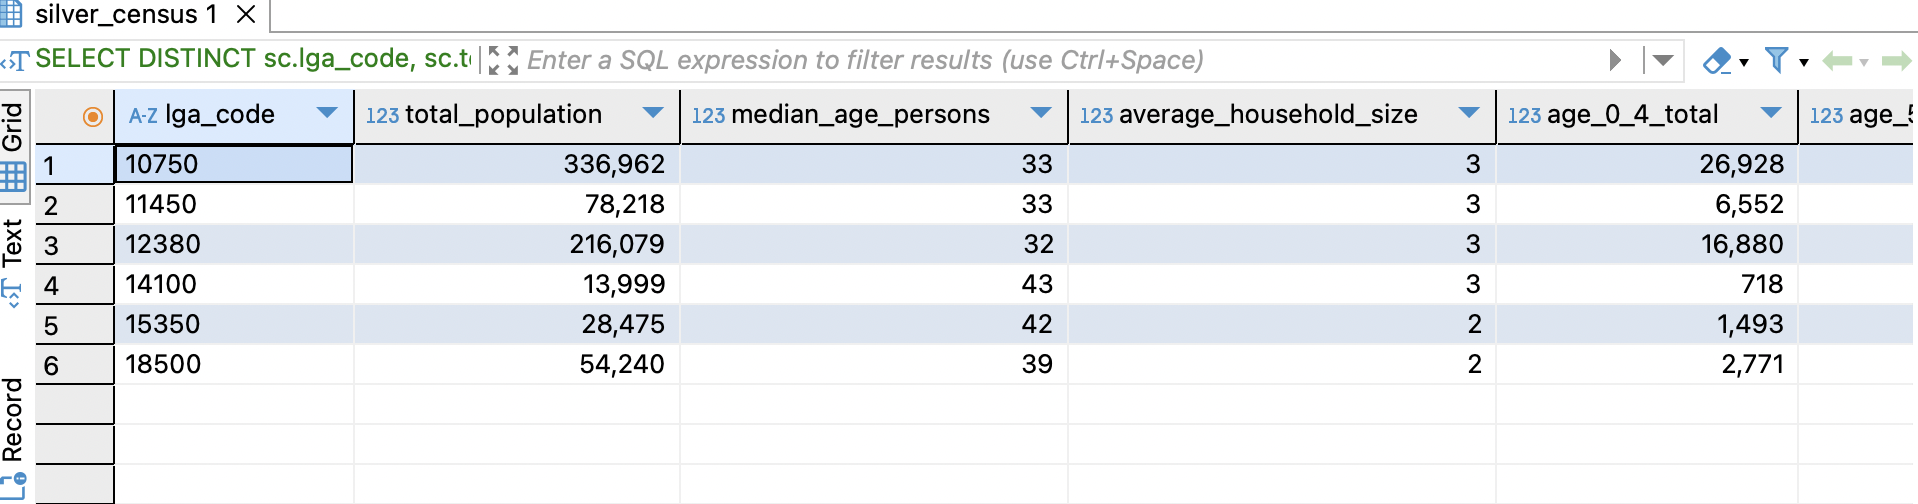 silver_census 1
SELECT DISTINCT sc.lga_code, sc.t
Enter a SQL expression to filter results (use Ctrl+Space)
Grid
Text
Record
A-Z lga_code 123 total_population 123 median_age_persons 123 average_household_size 123 age_0_4_total 123 age_5
1 10750 336,962 33 3 26,928
2 11450 78,218 33 3 6,552
3 12380 216,079 32 3 16,880
4 14100 13,999 43 3 718
5 15350 28,475 42 2 1,493
6 18500 54,240 39 2 2,771